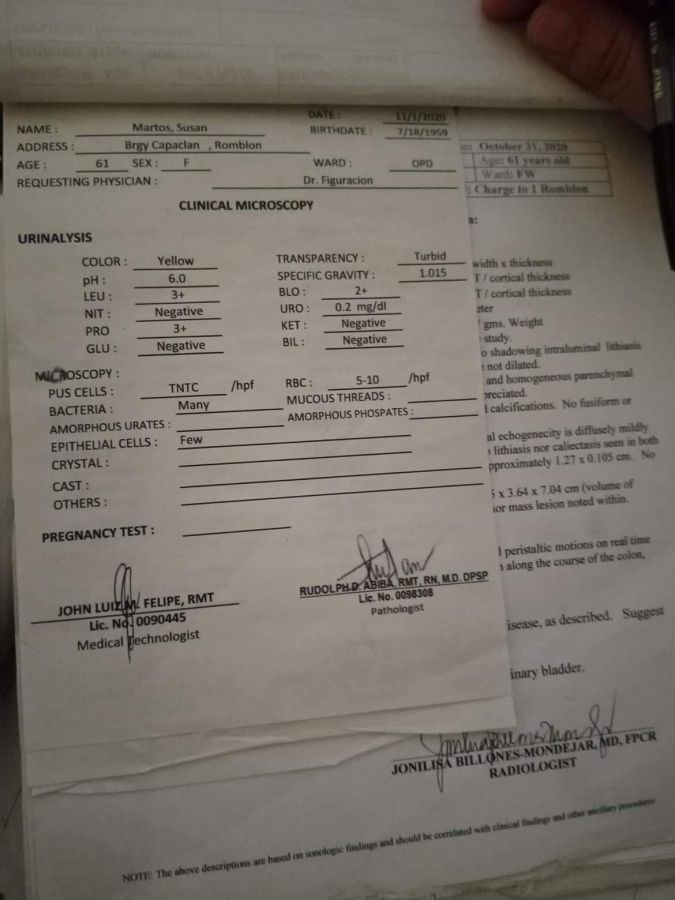 DATE : 11/1/2020
NAME : Martos, Susan BIRTHDATE : 7/18/1959
ADDRESS : Brgy Capaclan , Romblon
AGE : 61 SEX : F WARD : OPD
REQUESTING PHYSICIAN : Dr. Figuracion
CLINICAL MICROSCOPY
URINALYSIS
COLOR : Yellow TRANSPARENCY : Turbid
pH : 6.0 SPECIFIC GRAVITY : 1.015
LEU : 3+ BLO : 2+
NIT : Negative URO : 0.2 mg/dl
PRO 3+ KET : Negative
GLU : Negative BIL : Negative
MICROSCOPY :
PUS CELLS : TNTC /hpf RBC : 5-10 /hpf
BACTERIA : Many MUCOUS THREADS :
AMORPHOUS URATES : AMORPHOUS PHOSPATES :
EPITHELIAL CELLS : Few
CRYSTAL :
CAST :
OTHERS :
PREGNANCY TEST :
JOHN LUIZ M. FELIPE, RMT
Lic. No. 0090445
Medical Technologist
RUDOLPH D. ABIBA, RMT, RN, M.D. DPSP
Lic. No. 0098308
Pathologist
October 31, 2020
Age: 61 years old
Ward: FW
: Charge to 1 Romblon
width x thickness
T / cortical thickness
T / cortical thickness
gms. Weight
study.
shadowing intraluminal lithiasis
not dilated.
and homogeneous parenchymal
calcifications. No fusiform or
echogenecity is diffusely mildly
lithiasis nor caliectasis seen in both
approximately 1.27 x 0.105 cm. No
x 3.64 x 7.04 cm (volume of
mass lesion noted within.
peristaltic motions on real time
along the course of the colon,
as described. Suggest
bladder.
JONILISA BILLONES-MONDEJAR, MD, FPCR
RADIOLOGIST
NOTE: The above descriptions are based on sonologic findings and should be correlated with clinical findings and other ancillary procedures
FINE